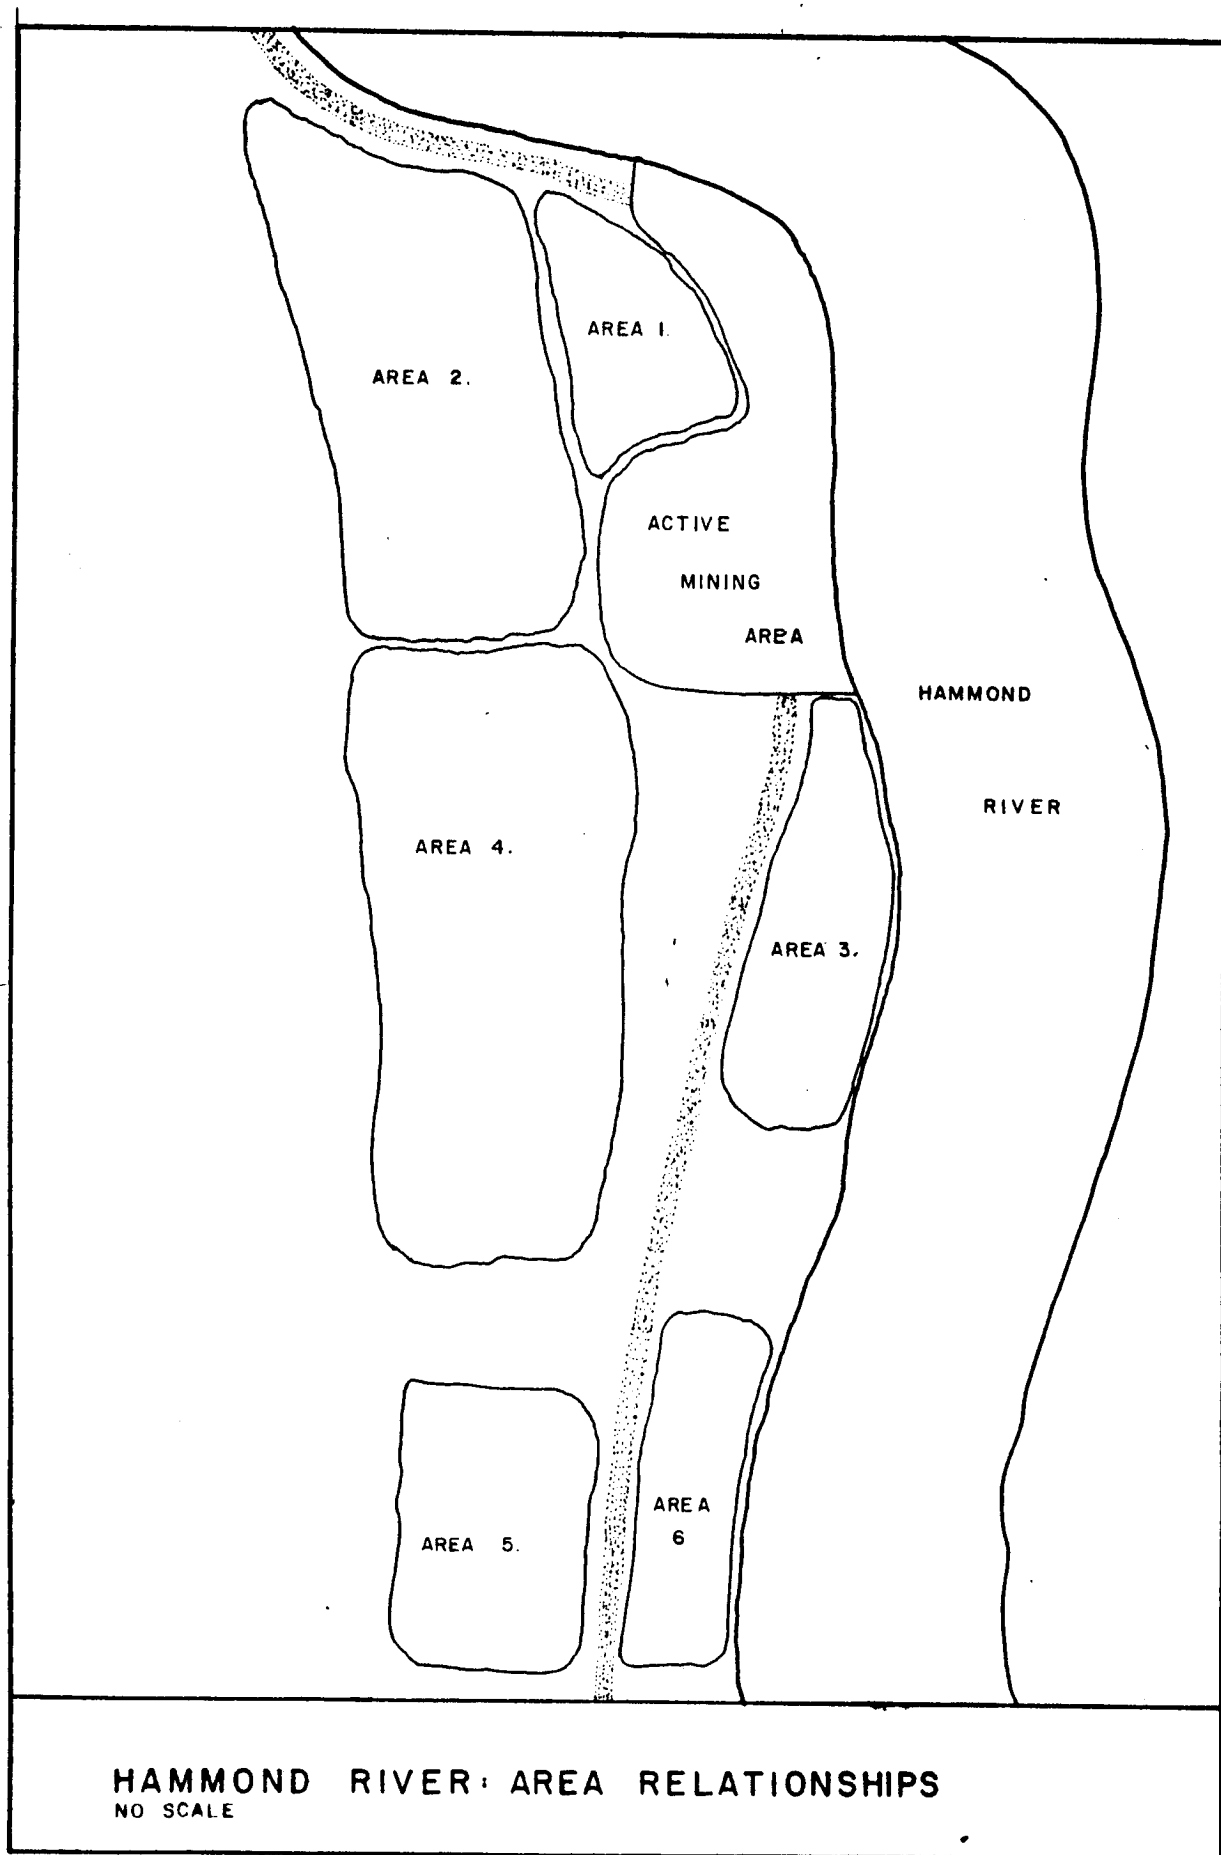 AREA 1.
AREA 2.
ACTIVE
MINING
AREA
HAMMOND
RIVER
AREA 4.
AREA 3.
AREA
6
AREA 5.
HAMMOND RIVER: AREA RELATIONSHIPS
NO SCALE